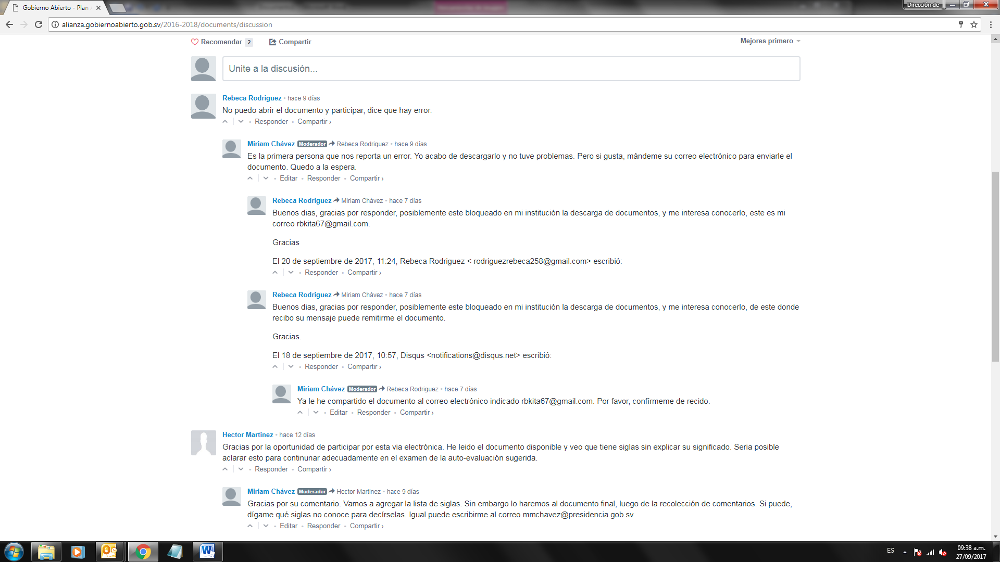 Gobierno Abierto - Plan
Dirección de
alianza.gobiernoabierto.gob.sv/2016-2018/documents/discussion
Recomendar 2 Compartir Mejores primero
Unite a la discusión...
Rebeca Rodriguez • hace 9 días
No puedo abrir el documento y participar, dice que hay error.
Responder • Compartir ›
Miriam Chávez Moderador Rebeca Rodriguez • hace 9 días
Es la primera persona que nos reporta un error. Yo acabo de descargarlo y no tuve problemas. Pero si gusta, mándeme su correo electrónico para enviarle el
documento. Quedo a la espera.
• Editar • Responder • Compartir ›
Rebeca Rodriguez Miriam Chávez • hace 7 días
Buenos dias, gracias por responder, posiblemente este bloqueado en mi institución la descarga de documentos, y me interesa conocerlo, este es mi
correo rbkita67@gmail.com.
Gracias
El 20 de septiembre de 2017, 11:24, Rebeca Rodriguez < rodriguezrebeca258@gmail.com> escribió:
• Responder • Compartir ›
Rebeca Rodriguez Miriam Chávez • hace 7 días
Buenos dias, gracias por responder, posiblemente este bloqueado en mi institución la descarga de documentos, y me interesa conocerlo, de este donde
recibo su mensaje puede remitirme el documento.
Gracias.
El 18 de septiembre de 2017, 10:57, Disqus <notifications@disqus.net> escribió:
• Responder • Compartir ›
Miriam Chávez Moderador Rebeca Rodriguez • hace 7 días
Ya le he compartido el documento al correo electrónico indicado rbkita67@gmail.com. Por favor, confírmeme de recido.
• Editar • Responder • Compartir ›
Hector Martinez • hace 12 días
Gracias por la oportunidad de participar por esta via electrónica. He leido el documento disponible y veo que tiene siglas sin explicar su significado. Seria posible
aclarar esto para continunar adecuadamente en el examen de la auto-evaluación sugerida.
• Responder • Compartir ›
Miriam Chávez Moderador Hector Martinez • hace 9 días
Gracias por su comentario. Vamos a agregar la lista de siglas. Sin embargo lo haremos al documento final, luego de la recolección de comentarios. Si puede,
dígame qué siglas no conoce para decírselas. Igual puede escribirme al correo mmchavez@presidencia.gob.sv
• Editar • Responder • Compartir ›
ES
09:38 a.m.
27/09/2017